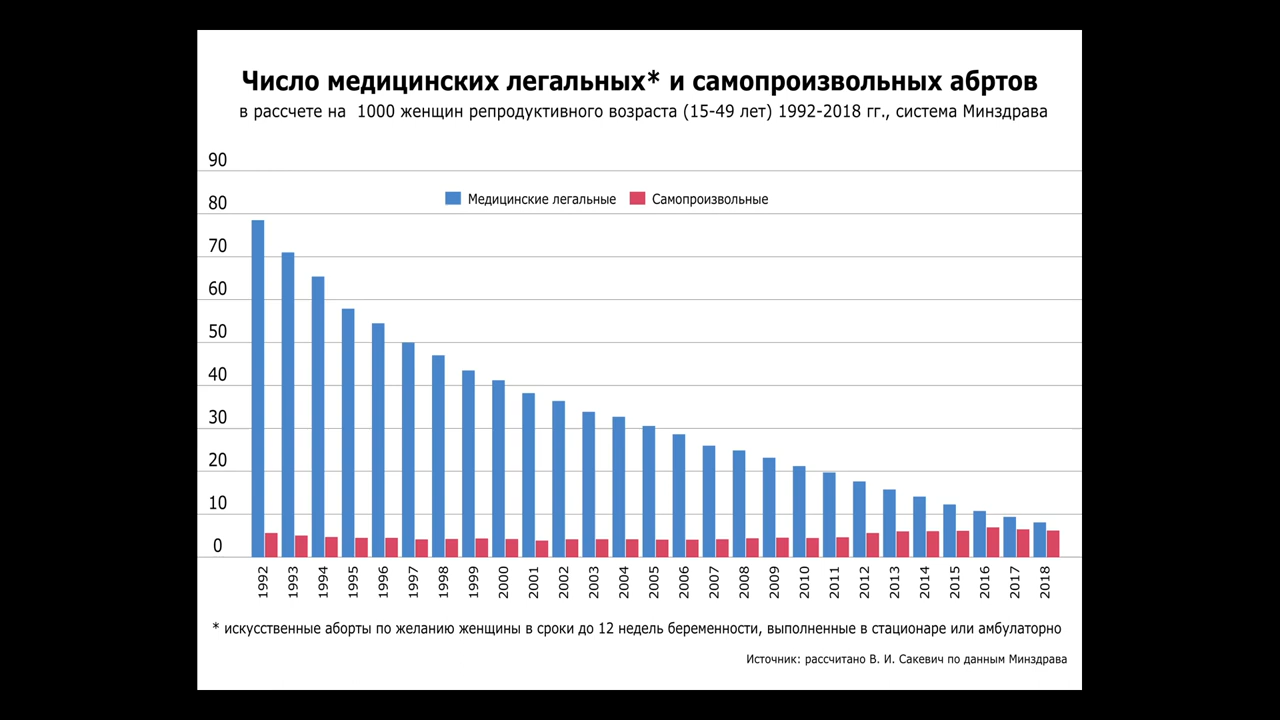 Число медицинских легальных* и самопроизвольных абртов
в рассчете на 1000 женщин репродуктивного возраста (15-49 лет) 1992-2018 гг., система Минздрава
90
Медицинские легальные Самопроизвольные
80
70
60
50
40
30
20
10
0
1992 1993 1994 1995 1996 1997 1998 1999 2000 2001 2002 2003 2004 2005 2006 2007 2008 2009 2010 2011 2012 2013 2014 2015 2016 2017 2018
* искусственные аборты по желанию женщины в сроки до 12 недель беременности, выполненные в стационаре или амбулаторно
Источник: рассчитано В. И. Сакевич по данным Минздрава